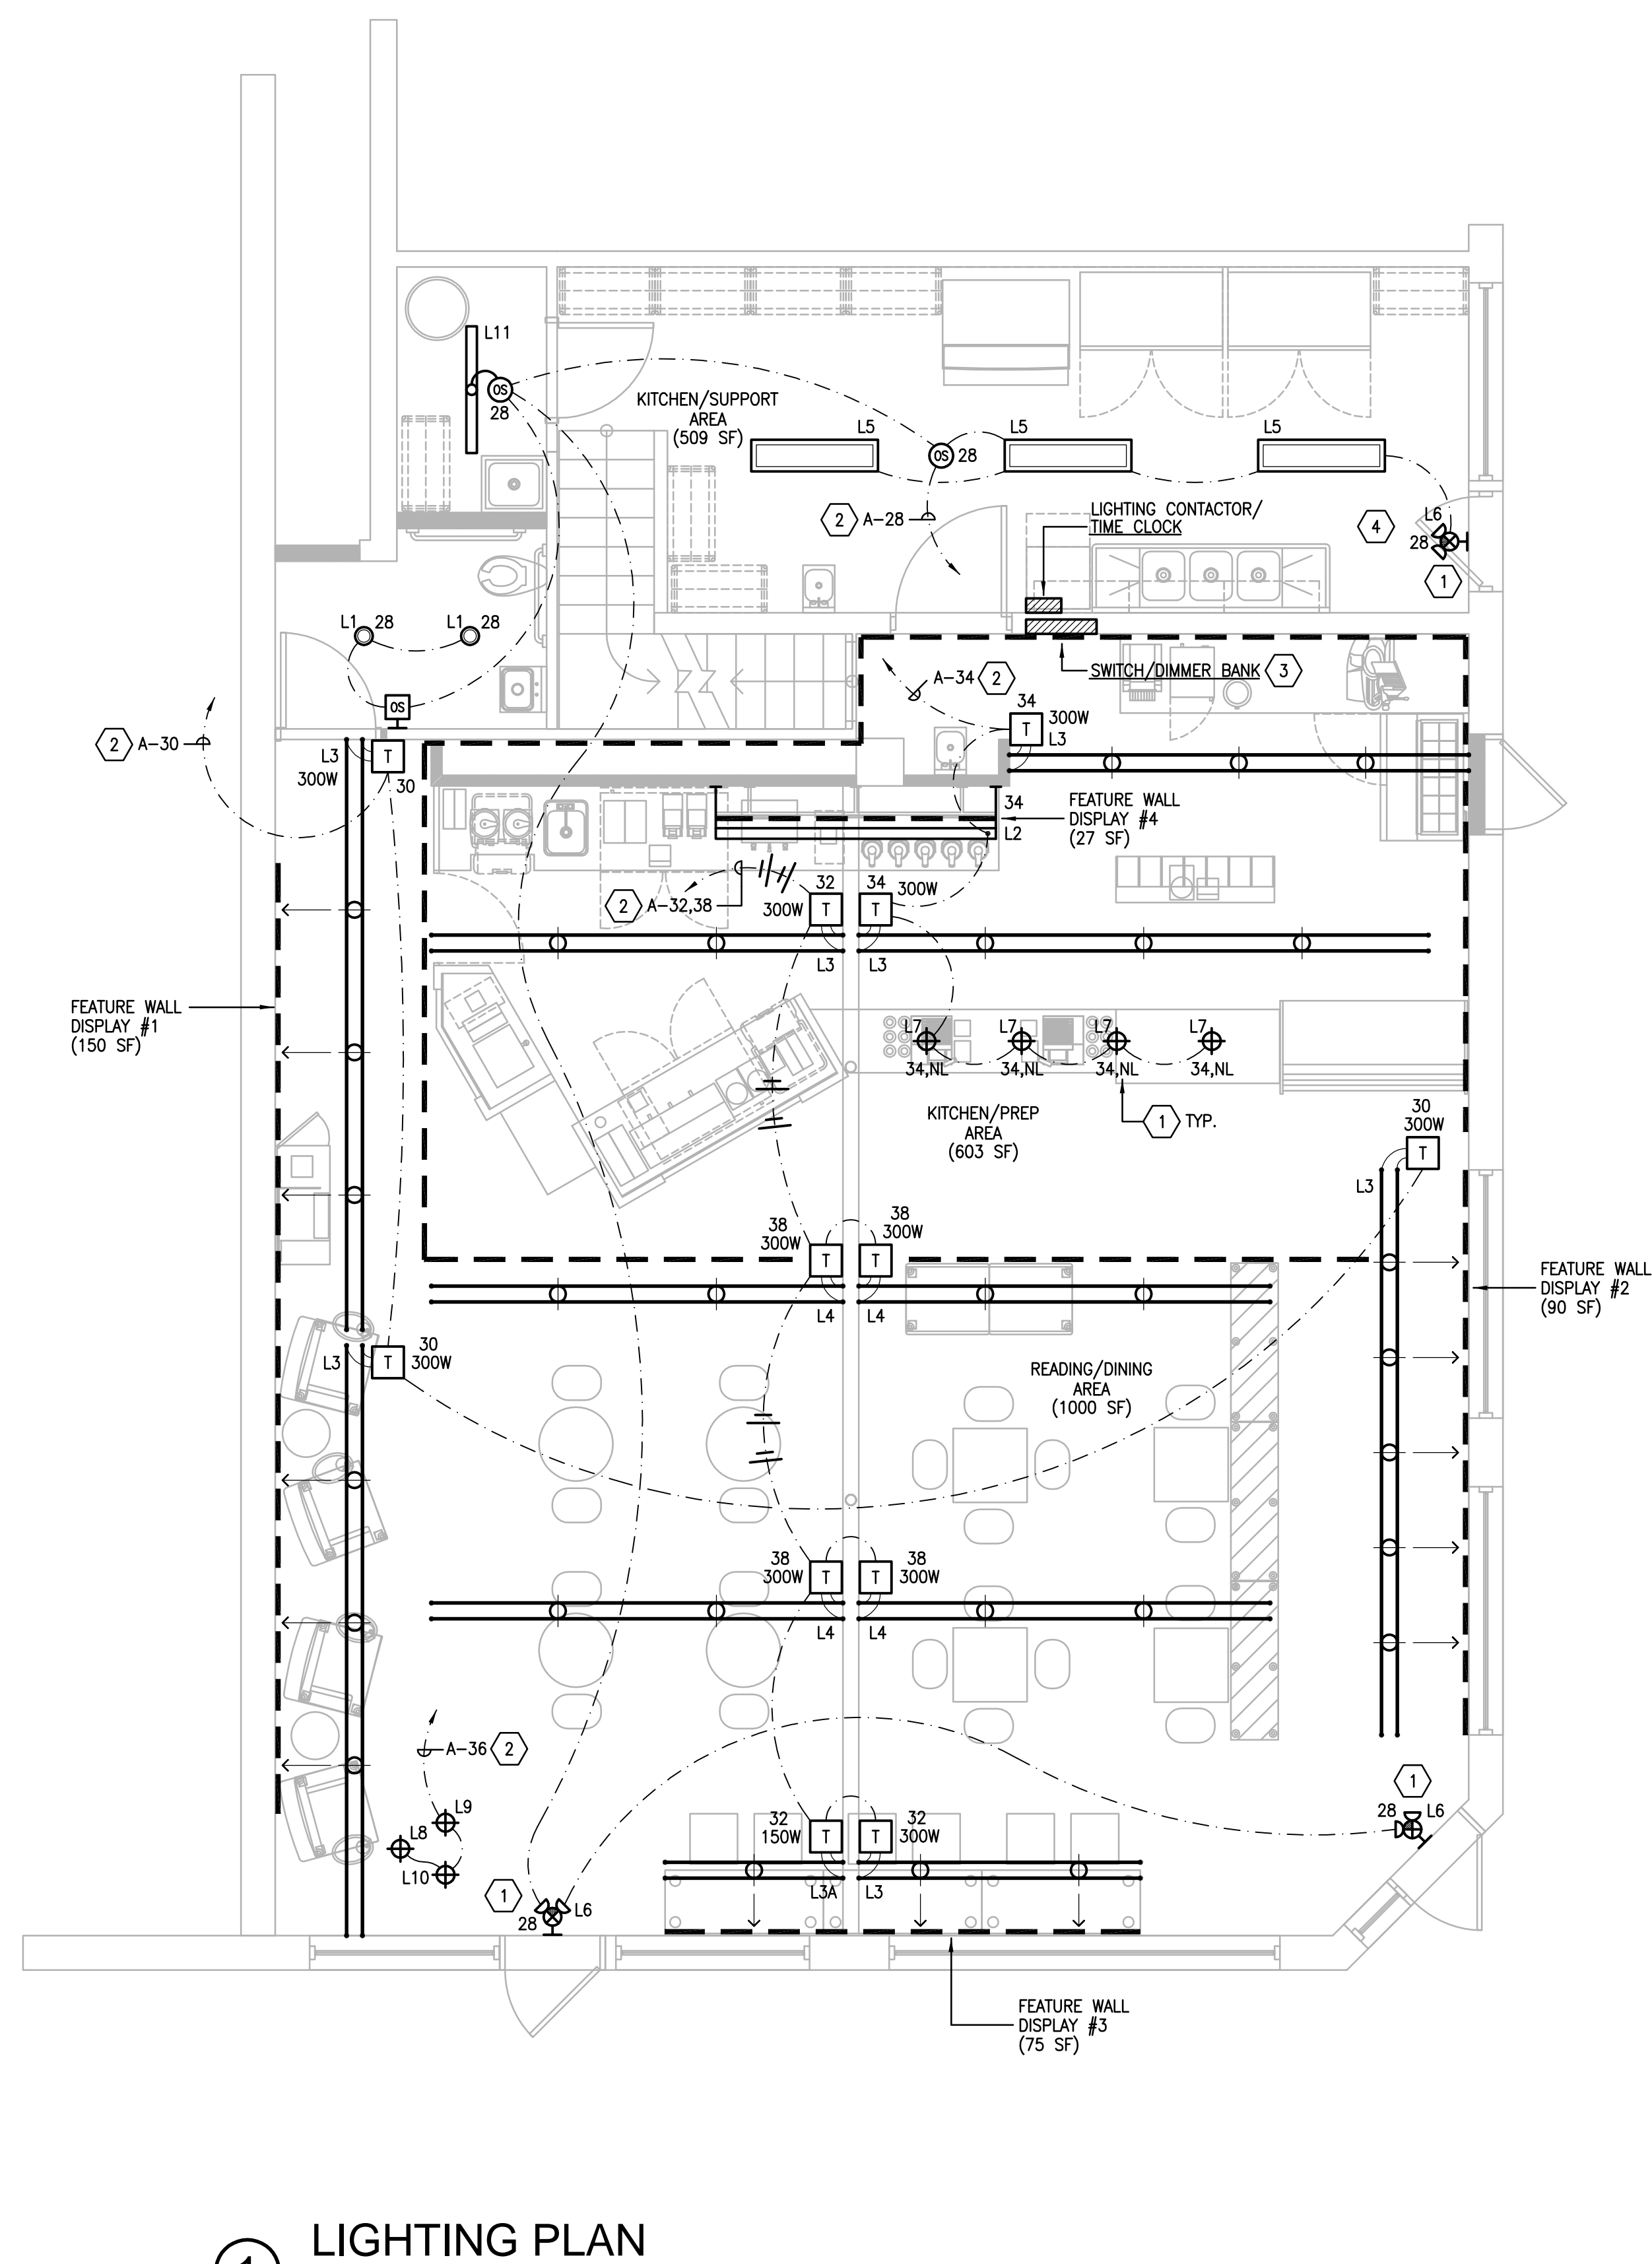 L11
OS
28
KITCHEN/SUPPORT
AREA
(509 SF)
L5
L5
L5
OS 28
2 A-28
LIGHTING CONTACTOR/
TIME CLOCK
4
L6
28
1
L1 28
L1 28
OS
SWITCH/DIMMER BANK 3
A-34 2
34
300W
T
L3
2 A-30
L3
300W
T
30
34
L2
FEATURE WALL
DISPLAY #4
(27 SF)
2 A-32,38
32
300W
T
34
300W
T
L3
L3
FEATURE WALL
DISPLAY #1
(150 SF)
L7
L7
L7
L7
34,NL
34,NL
34,NL
34,NL
KITCHEN/PREP
AREA
(603 SF)
1 TYP.
30
300W
T
L3
38
300W
T
38
300W
T
L4
L4
FEATURE WALL
DISPLAY #2
(90 SF)
L3
T
30
300W
READING/DINING
AREA
(1000 SF)
38
300W
T
38
300W
T
L4
L4
A-36 2
L9
L8
L10
1
28
L6
32
150W
T
32
300W
T
L3A
L3
1
28
L6
FEATURE WALL
DISPLAY #3
(75 SF)
LIGHTING PLAN
1